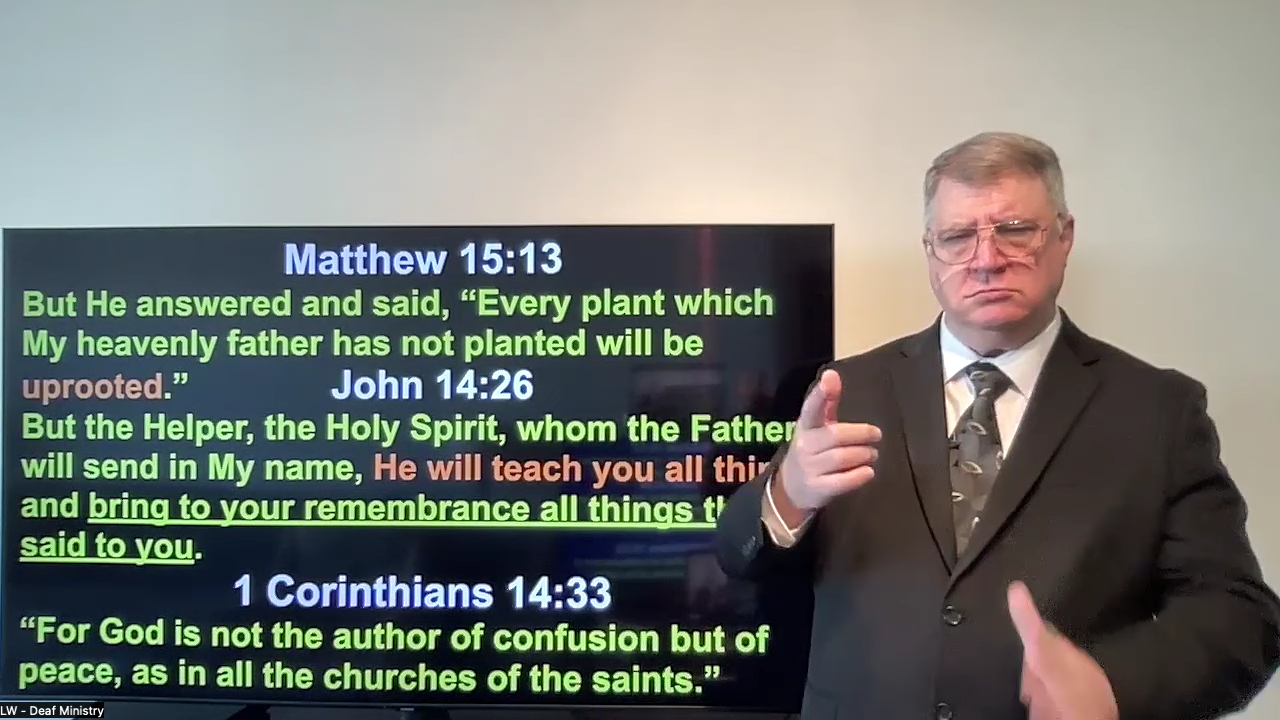 Matthew 15:13
But He answered and said, “Every plant which
My heavenly father has not planted will be
uprooted.”
John 14:26
But the Helper, the Holy Spirit, whom the Father
will send in My name, He will teach you all
and bring to your remembrance all things
said to you.
1 Corinthians 14:33
“For God is not the author of confusion but of
peace, as in all the churches of the saints.”
LW - Deaf Ministry